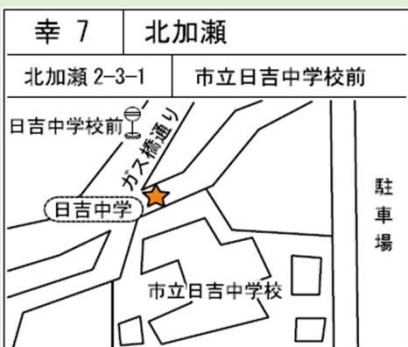 幸 7
北加瀬
北加瀬 2-3-1
市立日吉中学校前
日吉中学校前
ガス橋通り
日吉中学
駐車場
市立日吉中学校